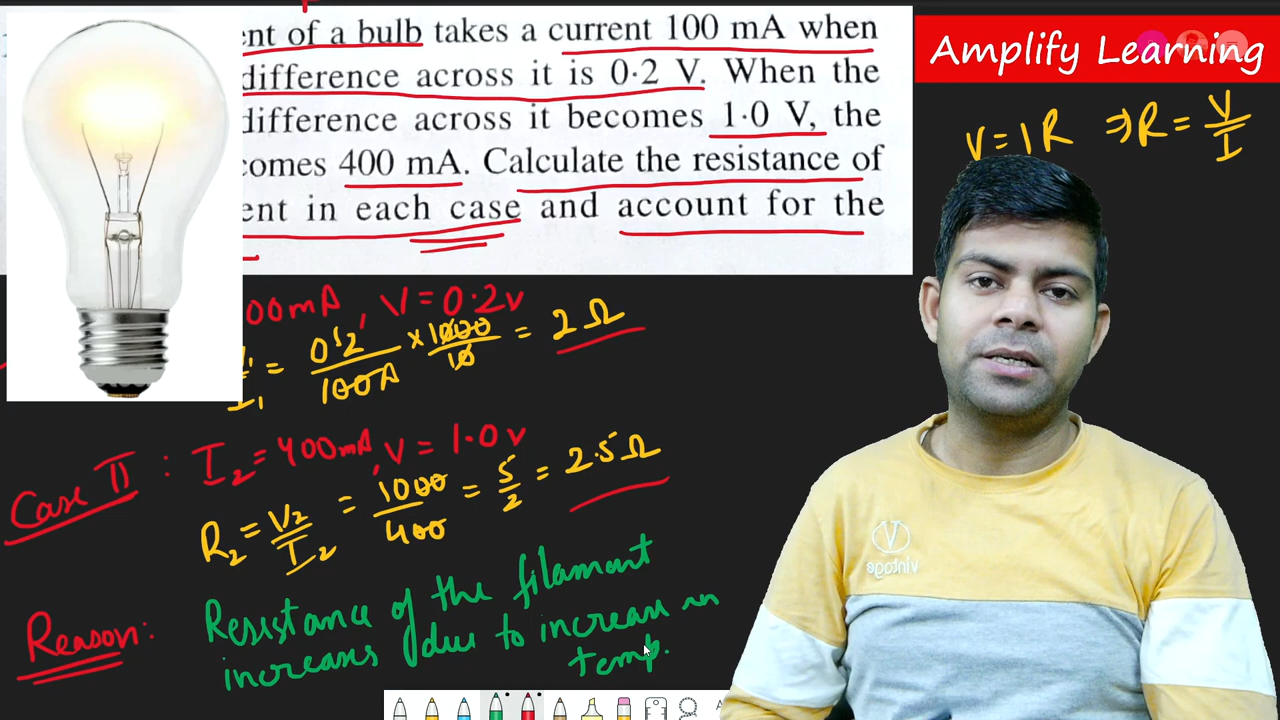 ent of a bulb takes a current 100 mA when
difference across it is 0·2 V. When the
difference across it becomes 1·0 V, the
comes 400 mA. Calculate the resistance of
ent in each case and account for the
Amplify Learning
V = IR ⇒ R = V/I
00mA, V = 0.2v
I₁ = 0.2/100A × 1000/10 = 2 Ω
Case II : I₂ = 400mA, V = 1.0 v
R₂ = V₂/I₂ = 1000/400 = 5/2 = 2.5 Ω
Reason: Resistance of the filament
increases due to increase in
temp.
vintage